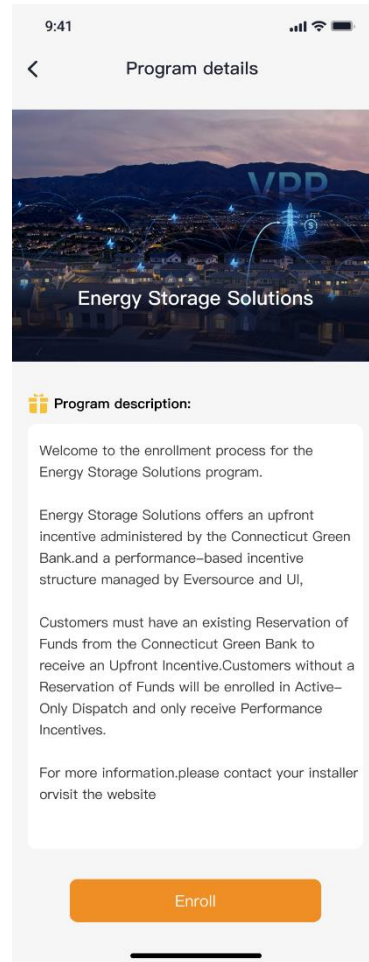 9:41
Program details
VPP
Energy Storage Solutions
Program description:
Welcome to the enrollment process for the
Energy Storage Solutions program.
Energy Storage Solutions offers an upfront
incentive administered by the Connecticut Green
Bank.and a performance-based incentive
structure managed by Eversource and UI,
Customers must have an existing Reservation of
Funds from the Connecticut Green Bank to
receive an Upfront Incentive.Customers without a
Reservation of Funds will be enrolled in Active-
Only Dispatch and only receive Performance
Incentives.
For more information.please contact your installer
orvisit the website
Enroll